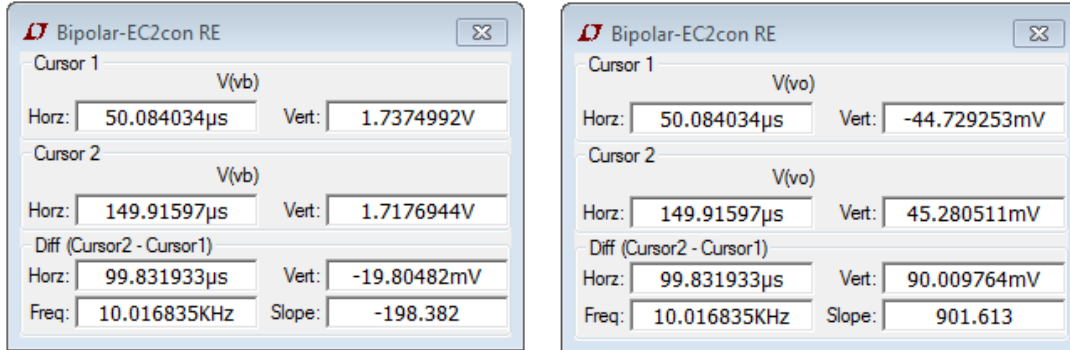 Bipolar-EC2con RE
Cursor 1
V(vb)
Horz: 50.084034µs Vert: 1.7374992V
Cursor 2
V(vb)
Horz: 149.91597µs Vert: 1.7176944V
Diff (Cursor2 - Cursor1)
Horz: 99.831933µs Vert: -19.80482mV
Freq: 10.016835KHz Slope: -198.382
Bipolar-EC2con RE
Cursor 1
V(vo)
Horz: 50.084034µs Vert: -44.729253mV
Cursor 2
V(vo)
Horz: 149.91597µs Vert: 45.280511mV
Diff (Cursor2 - Cursor1)
Horz: 99.831933µs Vert: 90.009764mV
Freq: 10.016835KHz Slope: 901.613